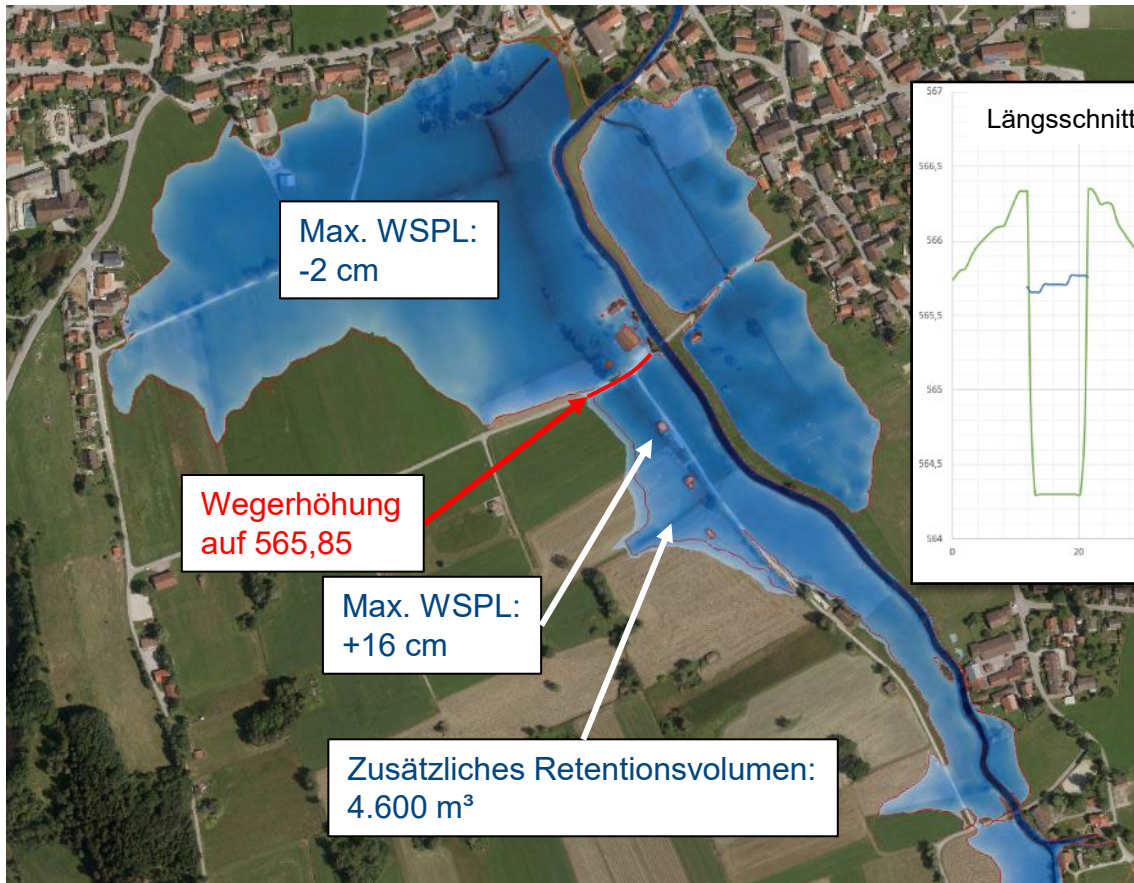 Max. WSPL:
-2 cm
Wegerhöhung
auf 565,85
Max. WSPL:
+16 cm
Zusätzliches Retentionsvolumen:
4.600 m³
Längsschnitt
567
566,5
566
565,5
565
564,5
564
0
20